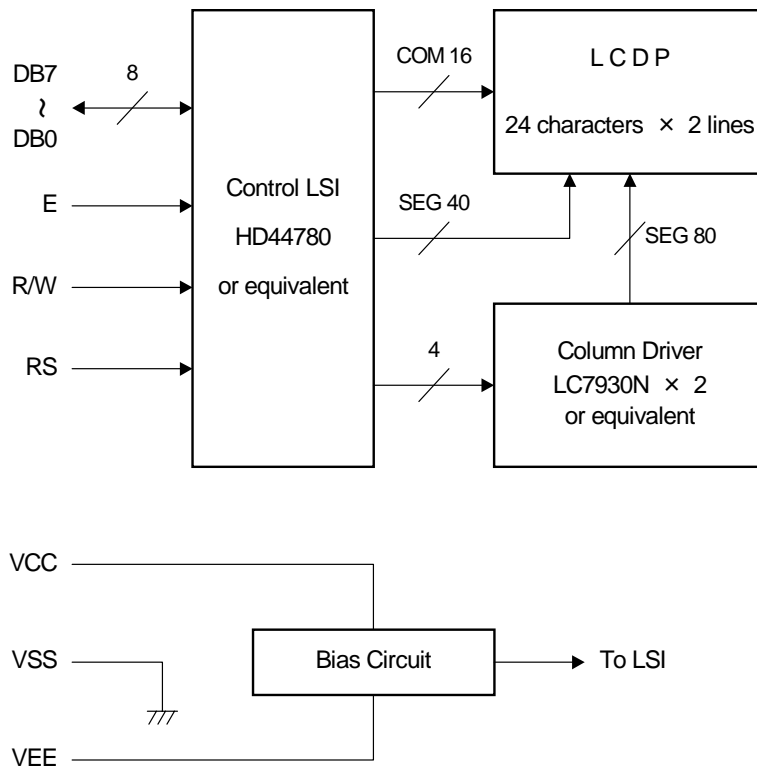 DB7
~
DB0
8
E
R/W
RS
Control LSI
HD44780
or equivalent
COM 16
SEG 40
4
L C D P
24 characters × 2 lines
SEG 80
Column Driver
LC7930N × 2
or equivalent
VCC
VSS
VEE
Bias Circuit
To LSI